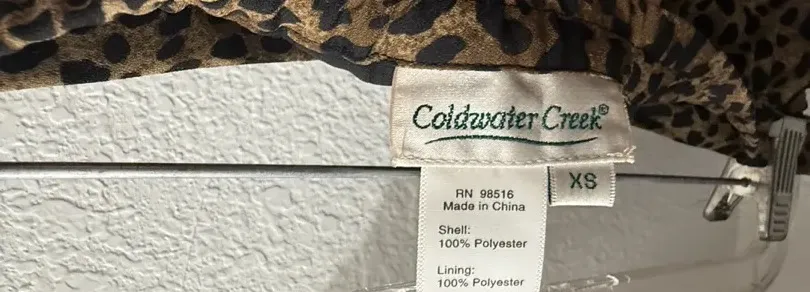 Coldwater Creek®
XS
RN 98516
Made in China
Shell:
100% Polyester
Lining:
100% Polyester